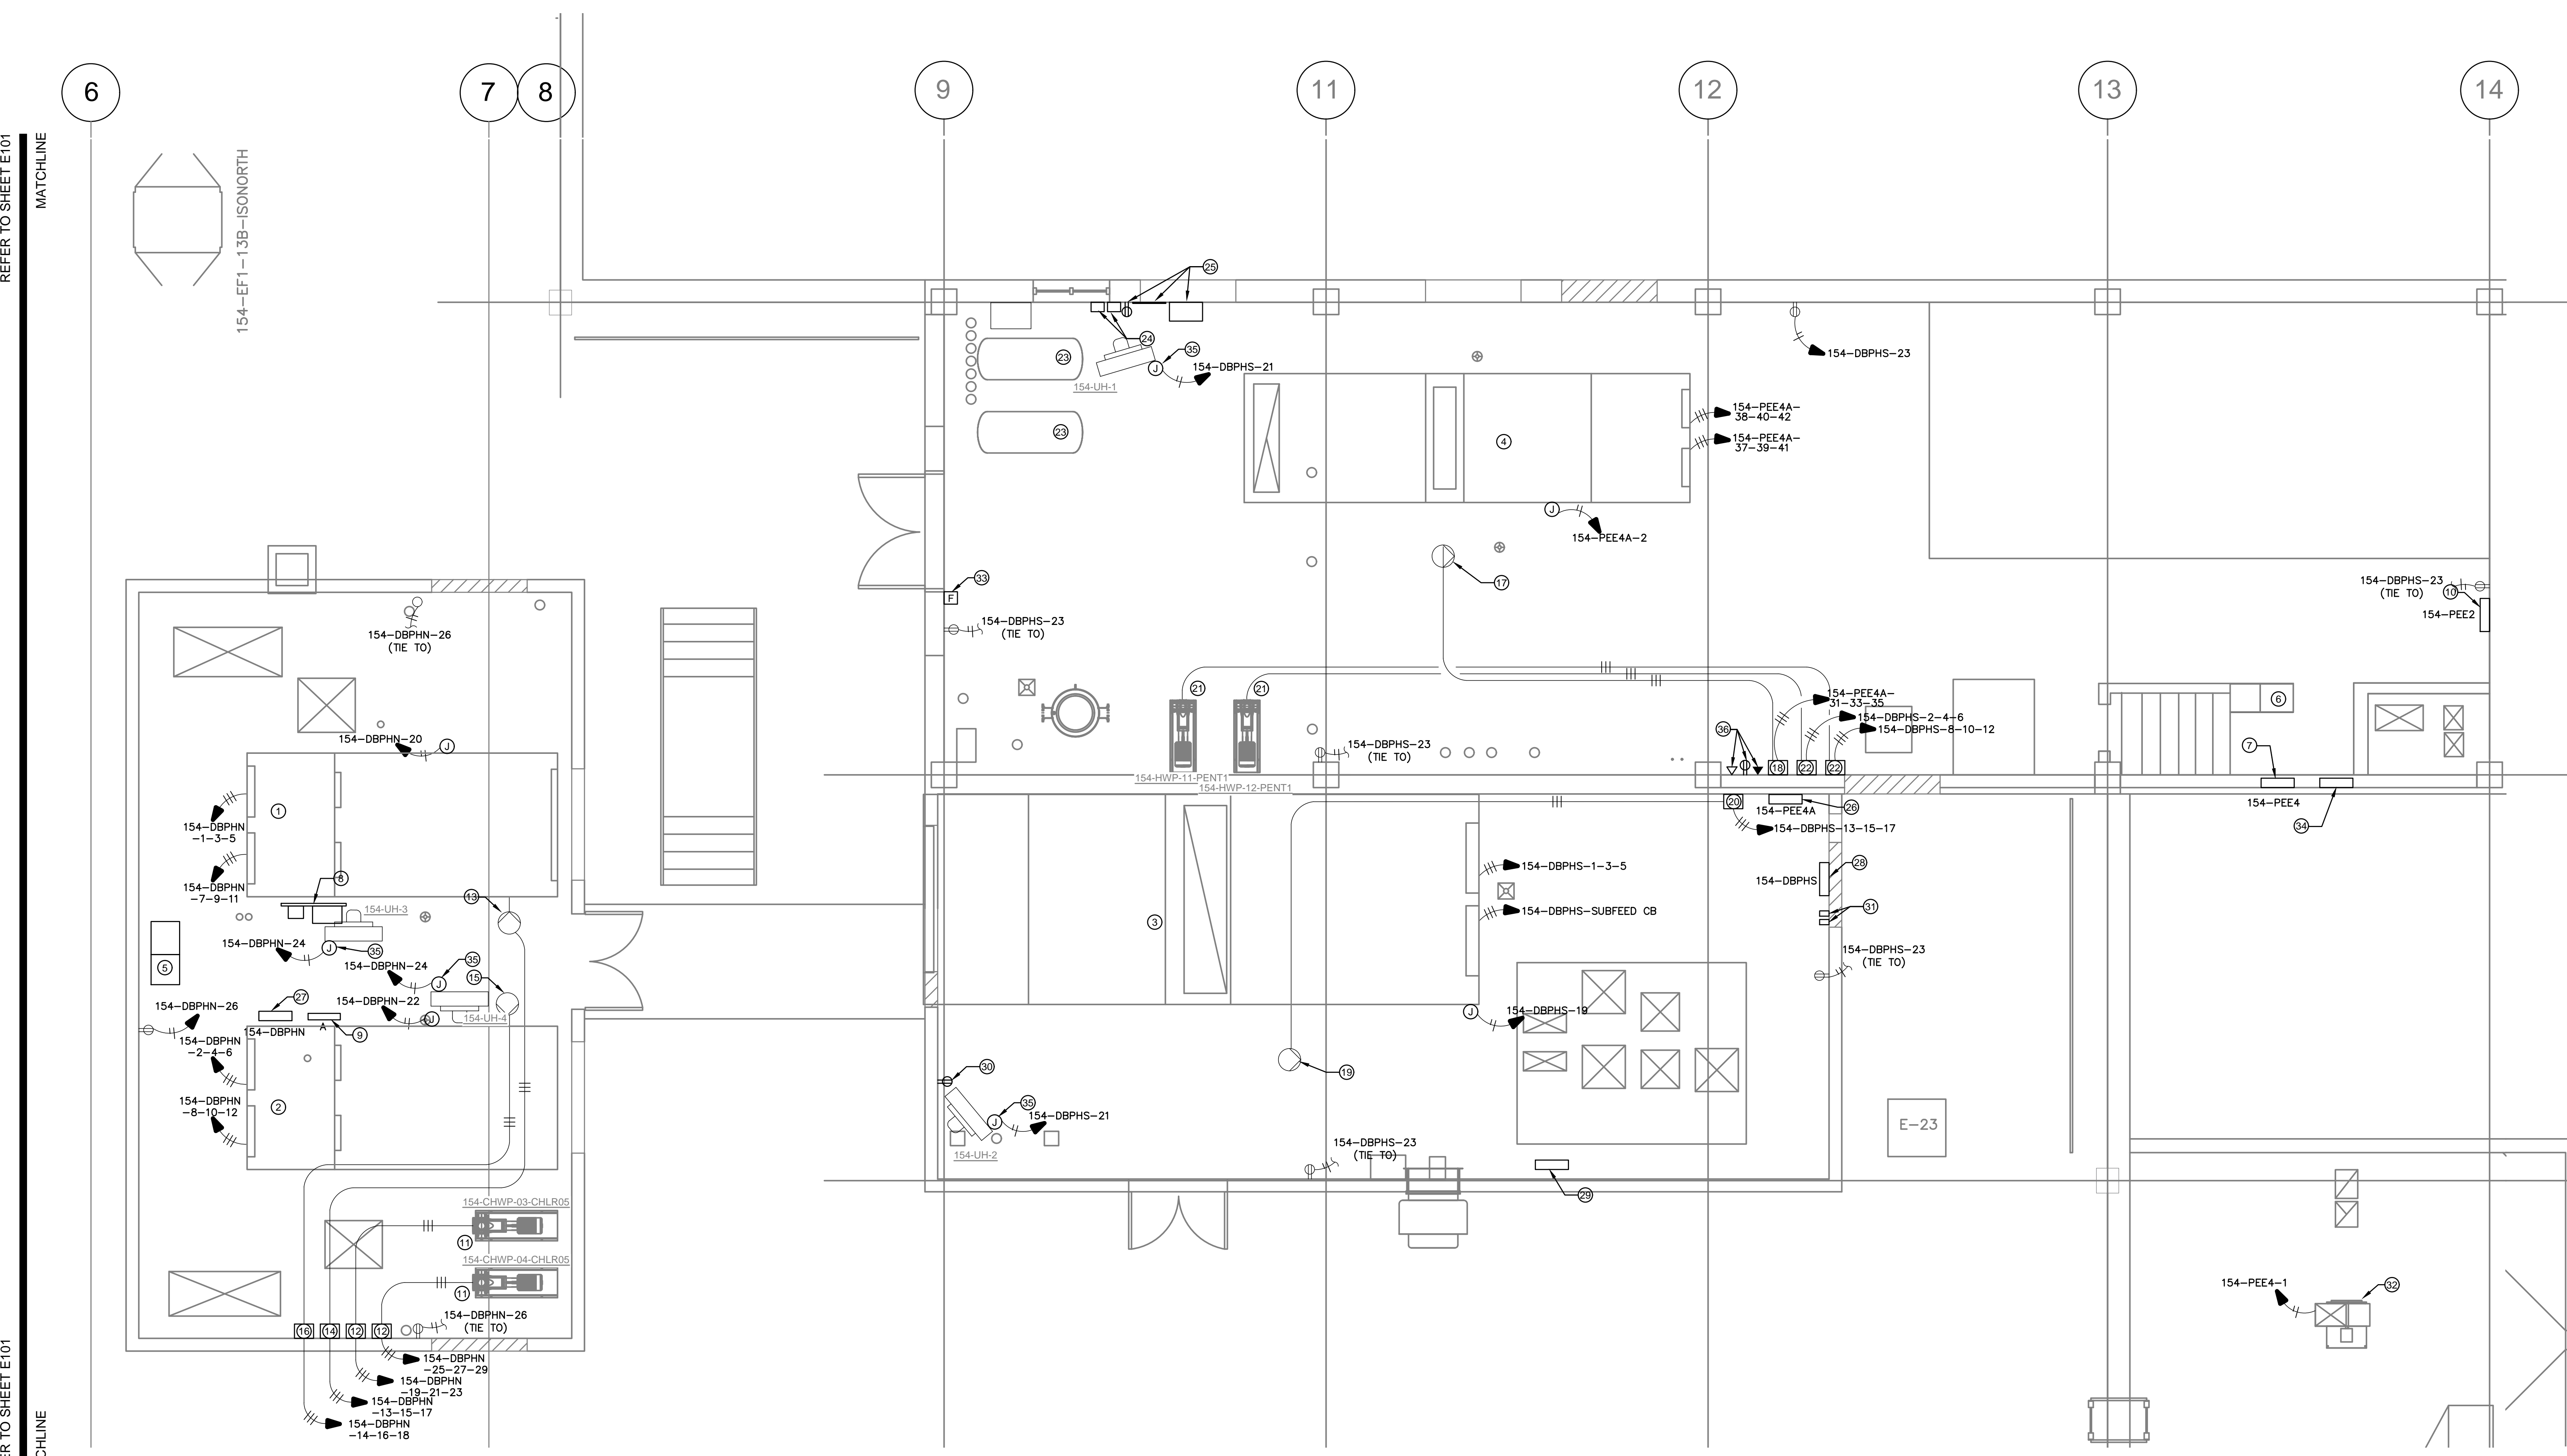 6
7
8
9
11
12
13
14
REFER TO SHEET E101
MATCHLINE
154-EF1-13B-ISONORTH
25
24
23
35
154-DBPHS-21
154-UH-1
23
154-DBPHS-23
154-PEE4A-
38-40-42
154-PEE4A-
37-39-41
4
J
J
154-PEE4A-2
17
33
F
154-DBPHS-23
(TIE TO)
154-DBPHS-23
(TIE TO)
10
154-PEE2
154-DBPHN-26
(TIE TO)
21
21
154-PEE4A-
31-33-35
154-DBPHS-2-4-6
154-DBPHS-8-10-12
6
36
7
154-DBPHN-20
J
154-DBPHS-23
(TIE TO)
18
22
22
154-HWP-11-PENT1
154-HWP-12-PENT1
20
154-PEE4A
26
154-PEE4
34
154-DBPHS-13-15-17
1
154-DBPHN
-1-3-5
154-DBPHN
-7-9-11
8
13
154-UH-3
154-DBPHS-1-3-5
28
154-DBPHS
3
154-DBPHS-SUBFEED CB
31
154-DBPHN-24
J
35
154-DBPHS-23
(TIE TO)
5
154-DBPHN-24
35
J
15
27
154-DBPHN-26
154-DBPHN-22
J
154-UH-4
154-DBPHN
9
J
154-DBPHS-19
154-DBPHN
-2-4-6
30
19
154-DBPHN
-8-10-12
2
35
J
154-DBPHS-21
154-UH-2
E-23
154-DBPHS-23
(TIE TO)
29
154-CHWP-03-CHLR05
11
154-CHWP-04-CHLR05
11
154-PEE4-1
32
154-DBPHN-26
(TIE TO)
16
14
12
12
154-DBPHN
-25-27-29
154-DBPHN
-19-21-23
154-DBPHN
-13-15-17
154-DBPHN
-14-16-18
ER TO SHEET E101
CHLINE